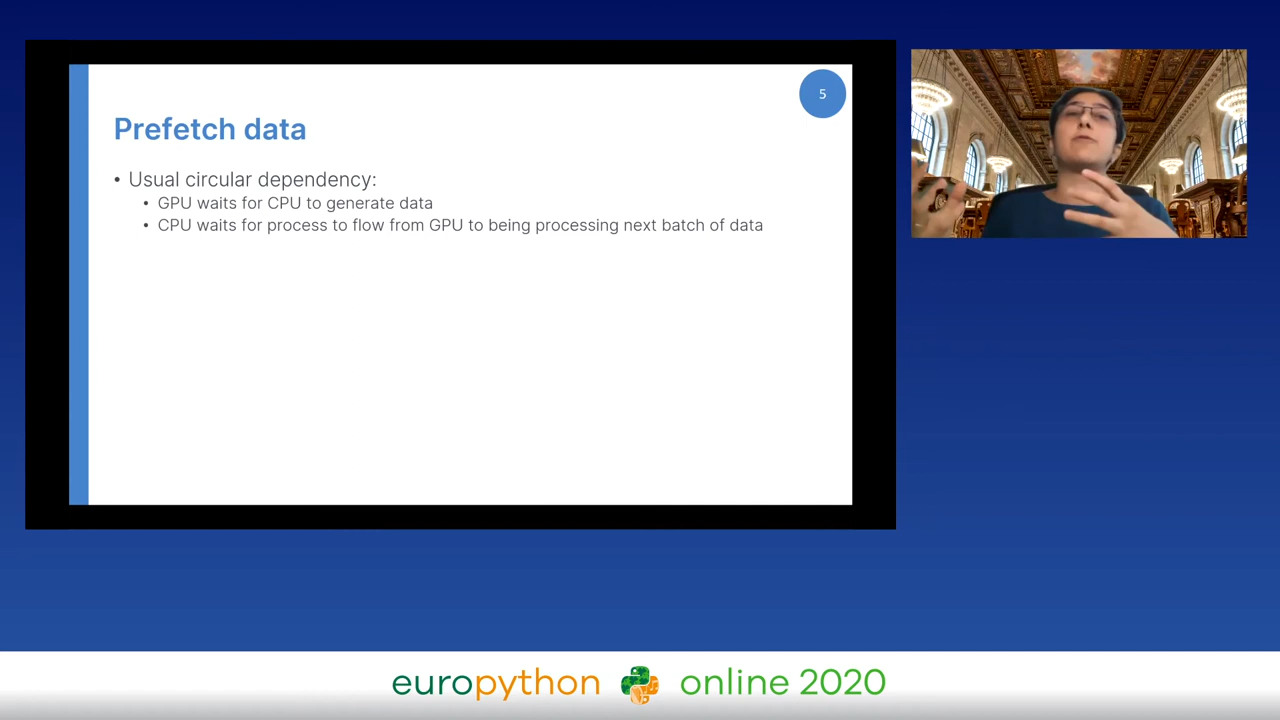 5
Prefetch data
• Usual circular dependency:
• GPU waits for CPU to generate data
• CPU waits for process to flow from GPU to being processing next batch of data
europython online 2020